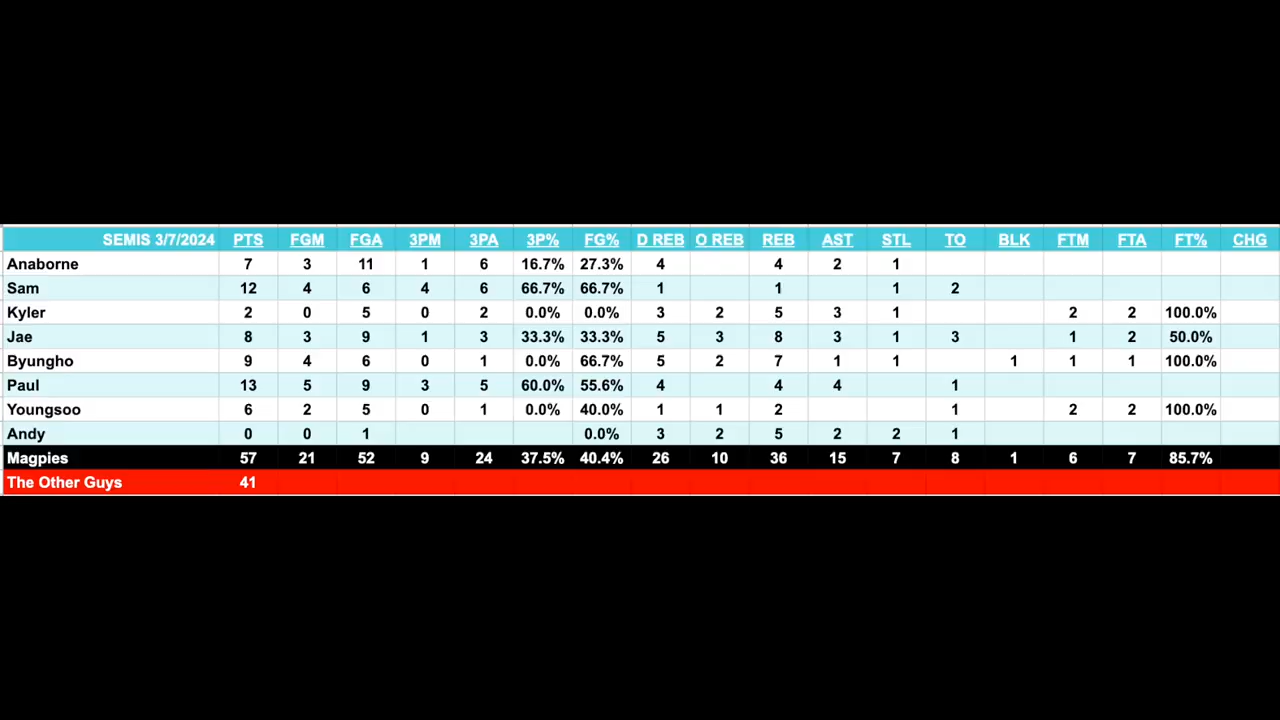 SEMIS 3/7/2024 PTS FGM FGA 3PM 3PA 3P% FG% D REB O REB REB AST STL TO BLK FTM FTA FT% CHG
Anaborne 7 3 11 1 6 16.7% 27.3% 4 4 2 1
Sam 12 4 6 4 6 66.7% 66.7% 1 1 1 2
Kyler 2 0 5 0 2 0.0% 0.0% 3 2 5 3 1 2 2 100.0%
Jae 8 3 9 1 3 33.3% 33.3% 5 3 8 3 1 3 1 2 50.0%
Byungho 9 4 6 0 1 0.0% 66.7% 5 2 7 1 1 1 1 1 100.0%
Paul 13 5 9 3 5 60.0% 55.6% 4 4 4 1
Youngsoo 6 2 5 0 1 0.0% 40.0% 1 1 2 1 2 2 100.0%
Andy 0 0 1 0.0% 3 2 5 2 2 1
Magpies 57 21 52 9 24 37.5% 40.4% 26 10 36 15 7 8 1 6 7 85.7%
The Other Guys 41